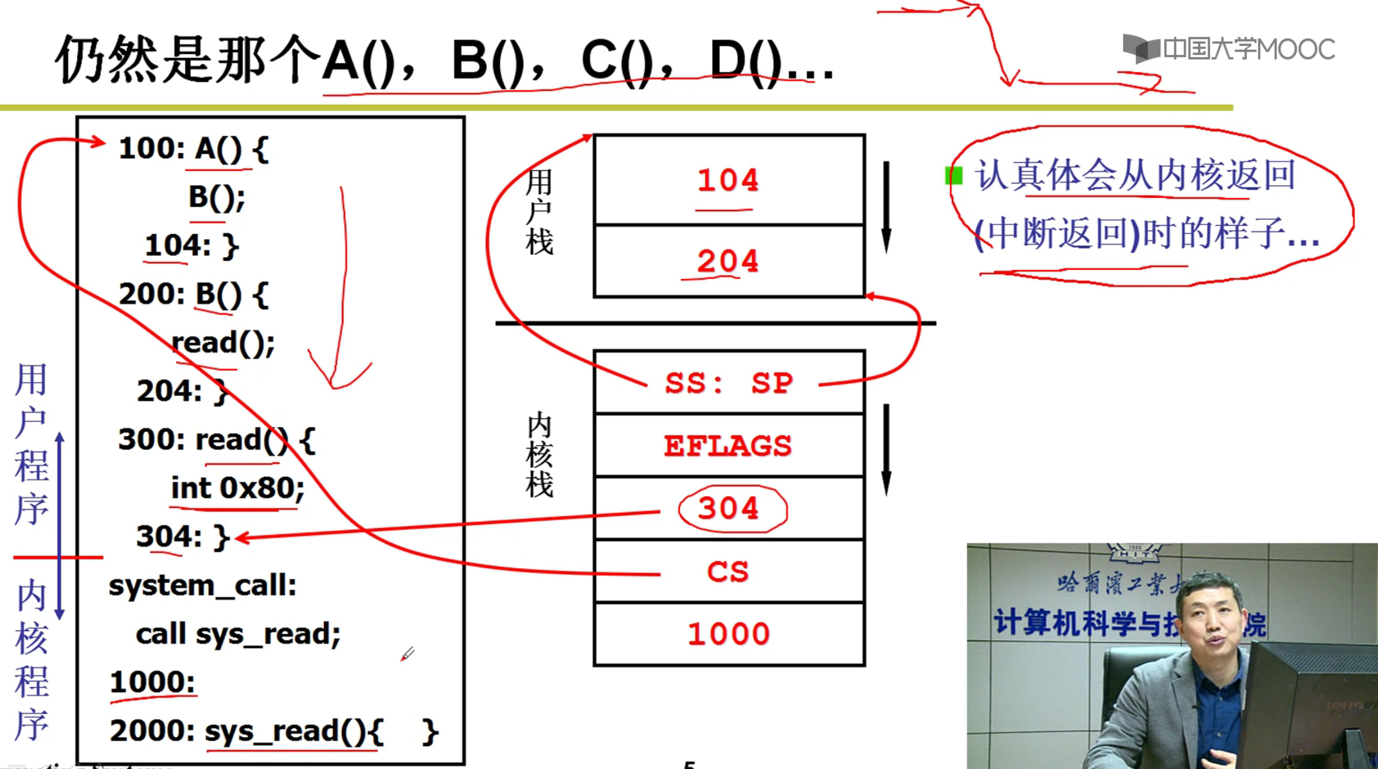 仍然是那个A()，B()，C()，D()...
中国大学MOOC
100: A() {
B();
104: }
200: B() {
read();
204: }
300: read() {
int 0x80;
304: }
system_call:
call sys_read;
1000:
2000: sys_read(){ }
用户程序
内核程序
用户栈
104
204
内核栈
SS: SP
EFLAGS
304
CS
1000
认真体会从内核返回
(中断返回)时的样子...
HIT
哈尔滨工业大
计算机科学与技 院
5